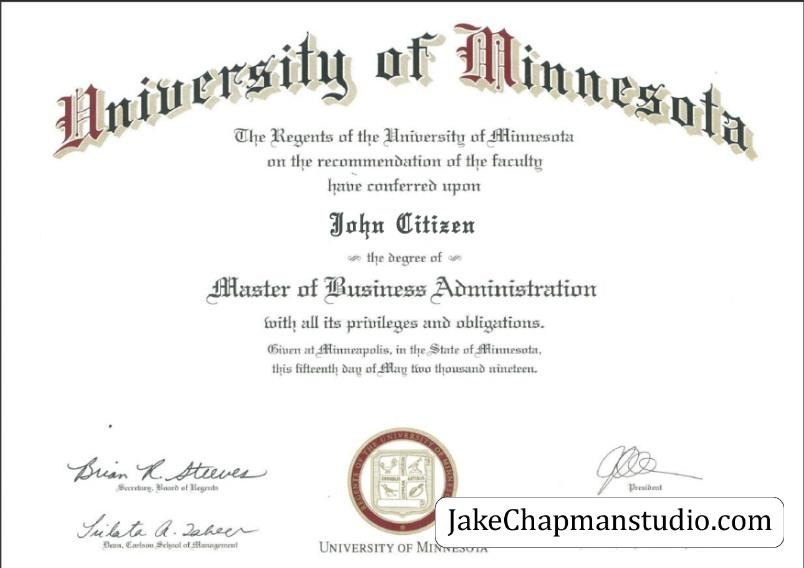 University of Minnesota
The Regents of the University of Minnesota
on the recommendation of the faculty
have conferred upon
John Citizen
the degree of
Master of Business Administration
with all its privileges and obligations.
Given at Minneapolis, in the State of Minnesota,
this fifteenth day of May two thousand nineteen.
REGENTS OF THE UNIVERSITY OF MINNESOTA
Brian R. Steeves
Secretary, Board of Regents
President
Srilata A. Zaheer
Dean, Carlson School of Management
JakeChapmanstudio.com
UNIVERSITY OF MINNESOTA